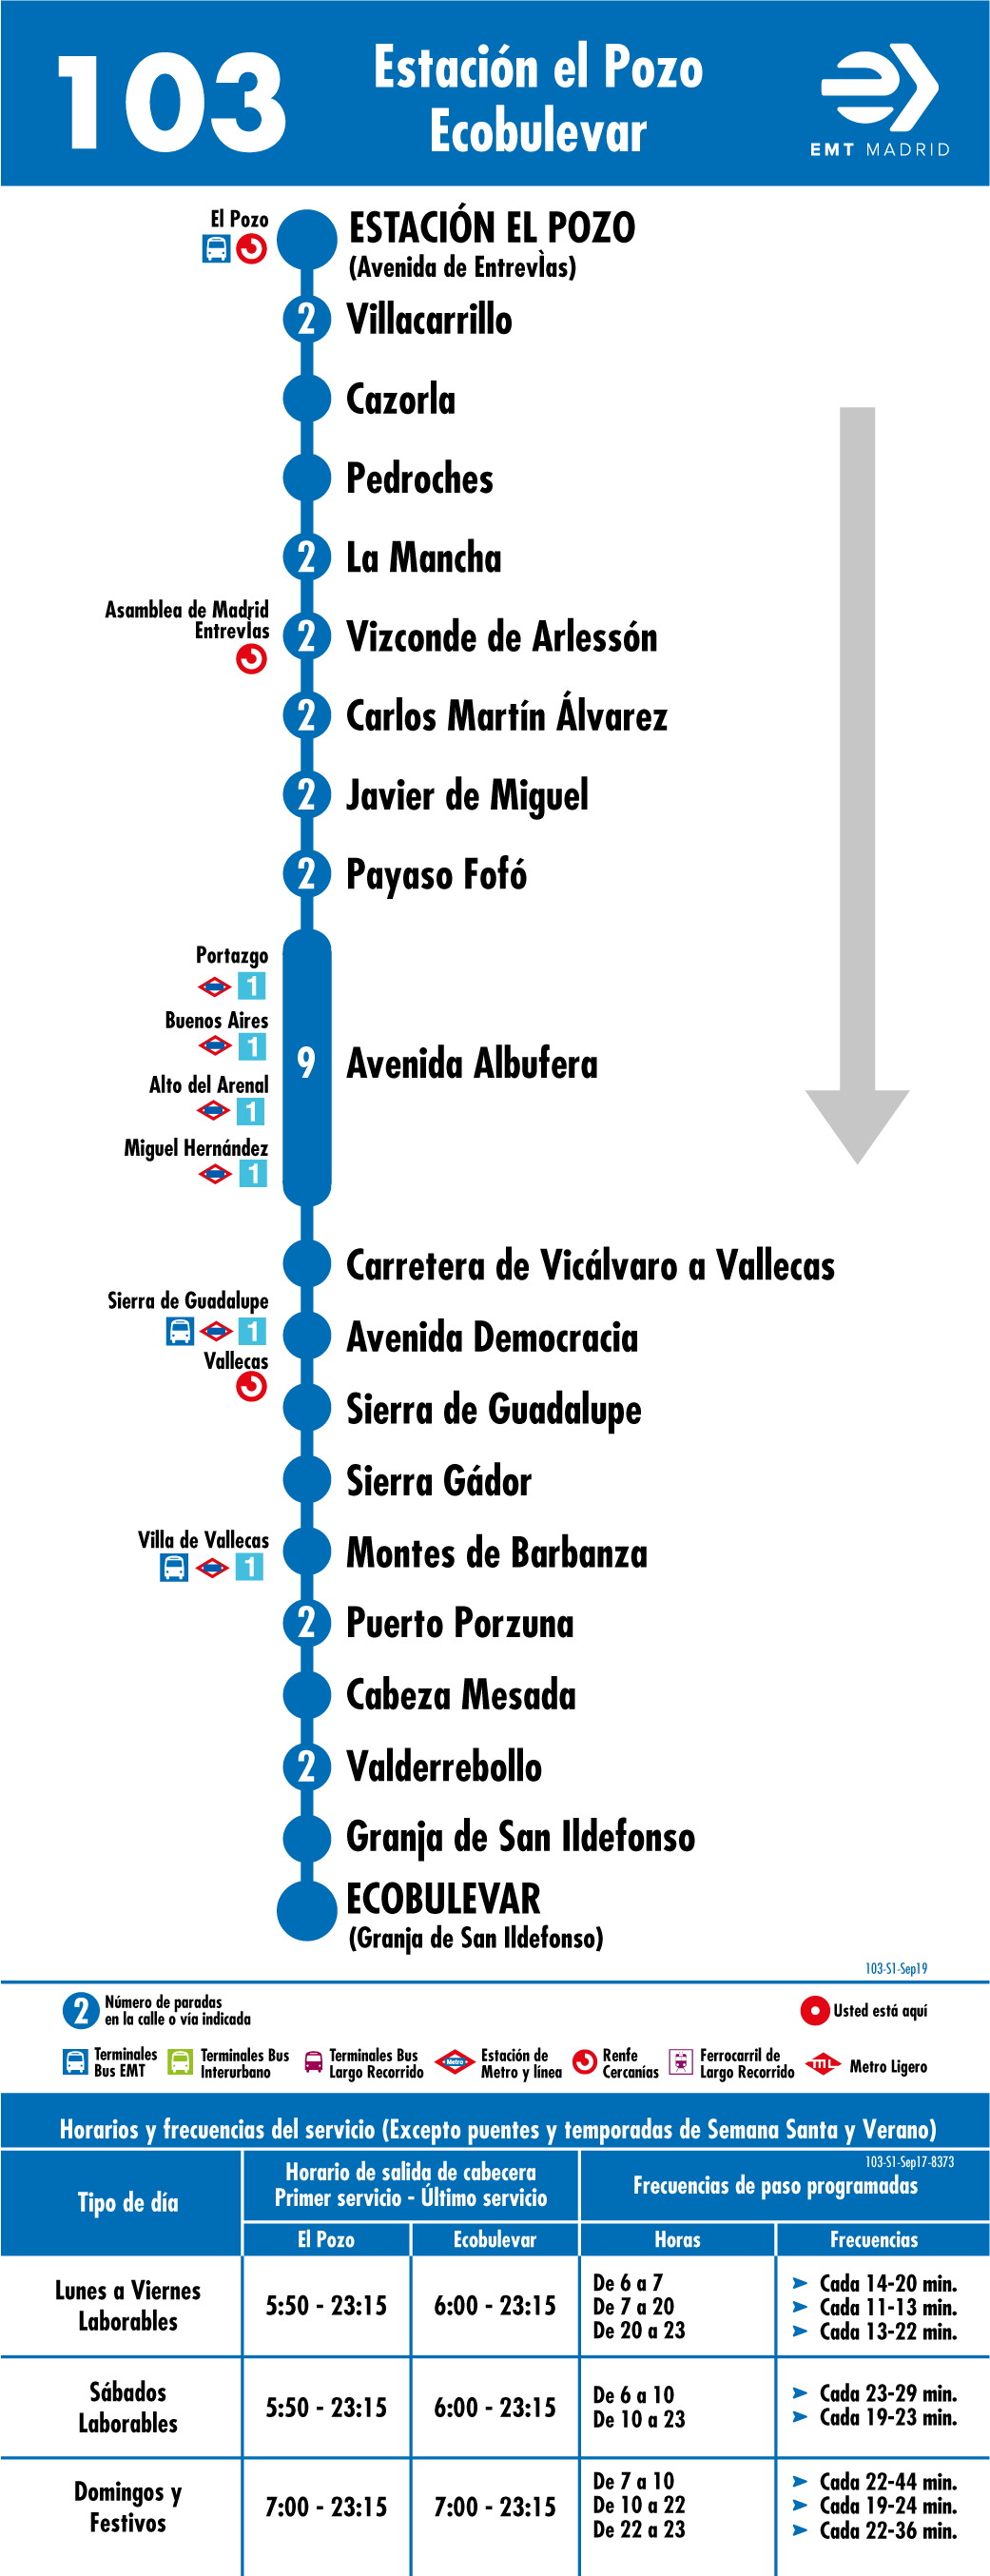 103
Estación el Pozo
Ecobulevar
EMT MADRID
El Pozo
ESTACIÓN EL POZO
(Avenida de EntrevÌas)
2 Villacarrillo
Cazorla
Pedroches
2 La Mancha
Asamblea de Madrid
EntrevÌas
2 Vizconde de Arlessón
2 Carlos Martín Álvarez
2 Javier de Miguel
2 Payaso Fofó
Portazgo
1
Buenos Aires
1
9 Avenida Albufera
Alto del Arenal
1
Miguel Hernández
1
Carretera de Vicálvaro a Vallecas
Sierra de Guadalupe
1
Avenida Democracia
Vallecas
Sierra de Guadalupe
Sierra Gádor
Villa de Vallecas
1
Montes de Barbanza
2 Puerto Porzuna
Cabeza Mesada
2 Valderrebollo
Granja de San Ildefonso
ECOBULEVAR
(Granja de San Ildefonso)
103-S1-Sep19
2 Número de paradas
en la calle o vía indicada
Usted está aquí
Terminales
Bus EMT
Terminales Bus
Interurbano
Terminales Bus
Largo Recorrido
Metro
Estación de
Metro y línea
Renfe
Cercanías
Ferrocarril de
Largo Recorrido
ML
Metro Ligero
Horarios y frecuencias del servicio (Excepto puentes y temporadas de Semana Santa y Verano)
103-S1-Sep17-8373
Tipo de día
Horario de salida de cabecera
Primer servicio - Último servicio
Frecuencias de paso programadas
El Pozo Ecobulevar Horas Frecuencias
Lunes a Viernes
Laborables
5:50 - 23:15 6:00 - 23:15
De 6 a 7 Cada 14-20 min.
De 7 a 20 Cada 11-13 min.
De 20 a 23 Cada 13-22 min.
Sábados
Laborables
5:50 - 23:15 6:00 - 23:15
De 6 a 10 Cada 23-29 min.
De 10 a 23 Cada 19-23 min.
Domingos y
Festivos
7:00 - 23:15 7:00 - 23:15
De 7 a 10 Cada 22-44 min.
De 10 a 22 Cada 19-24 min.
De 22 a 23 Cada 22-36 min.